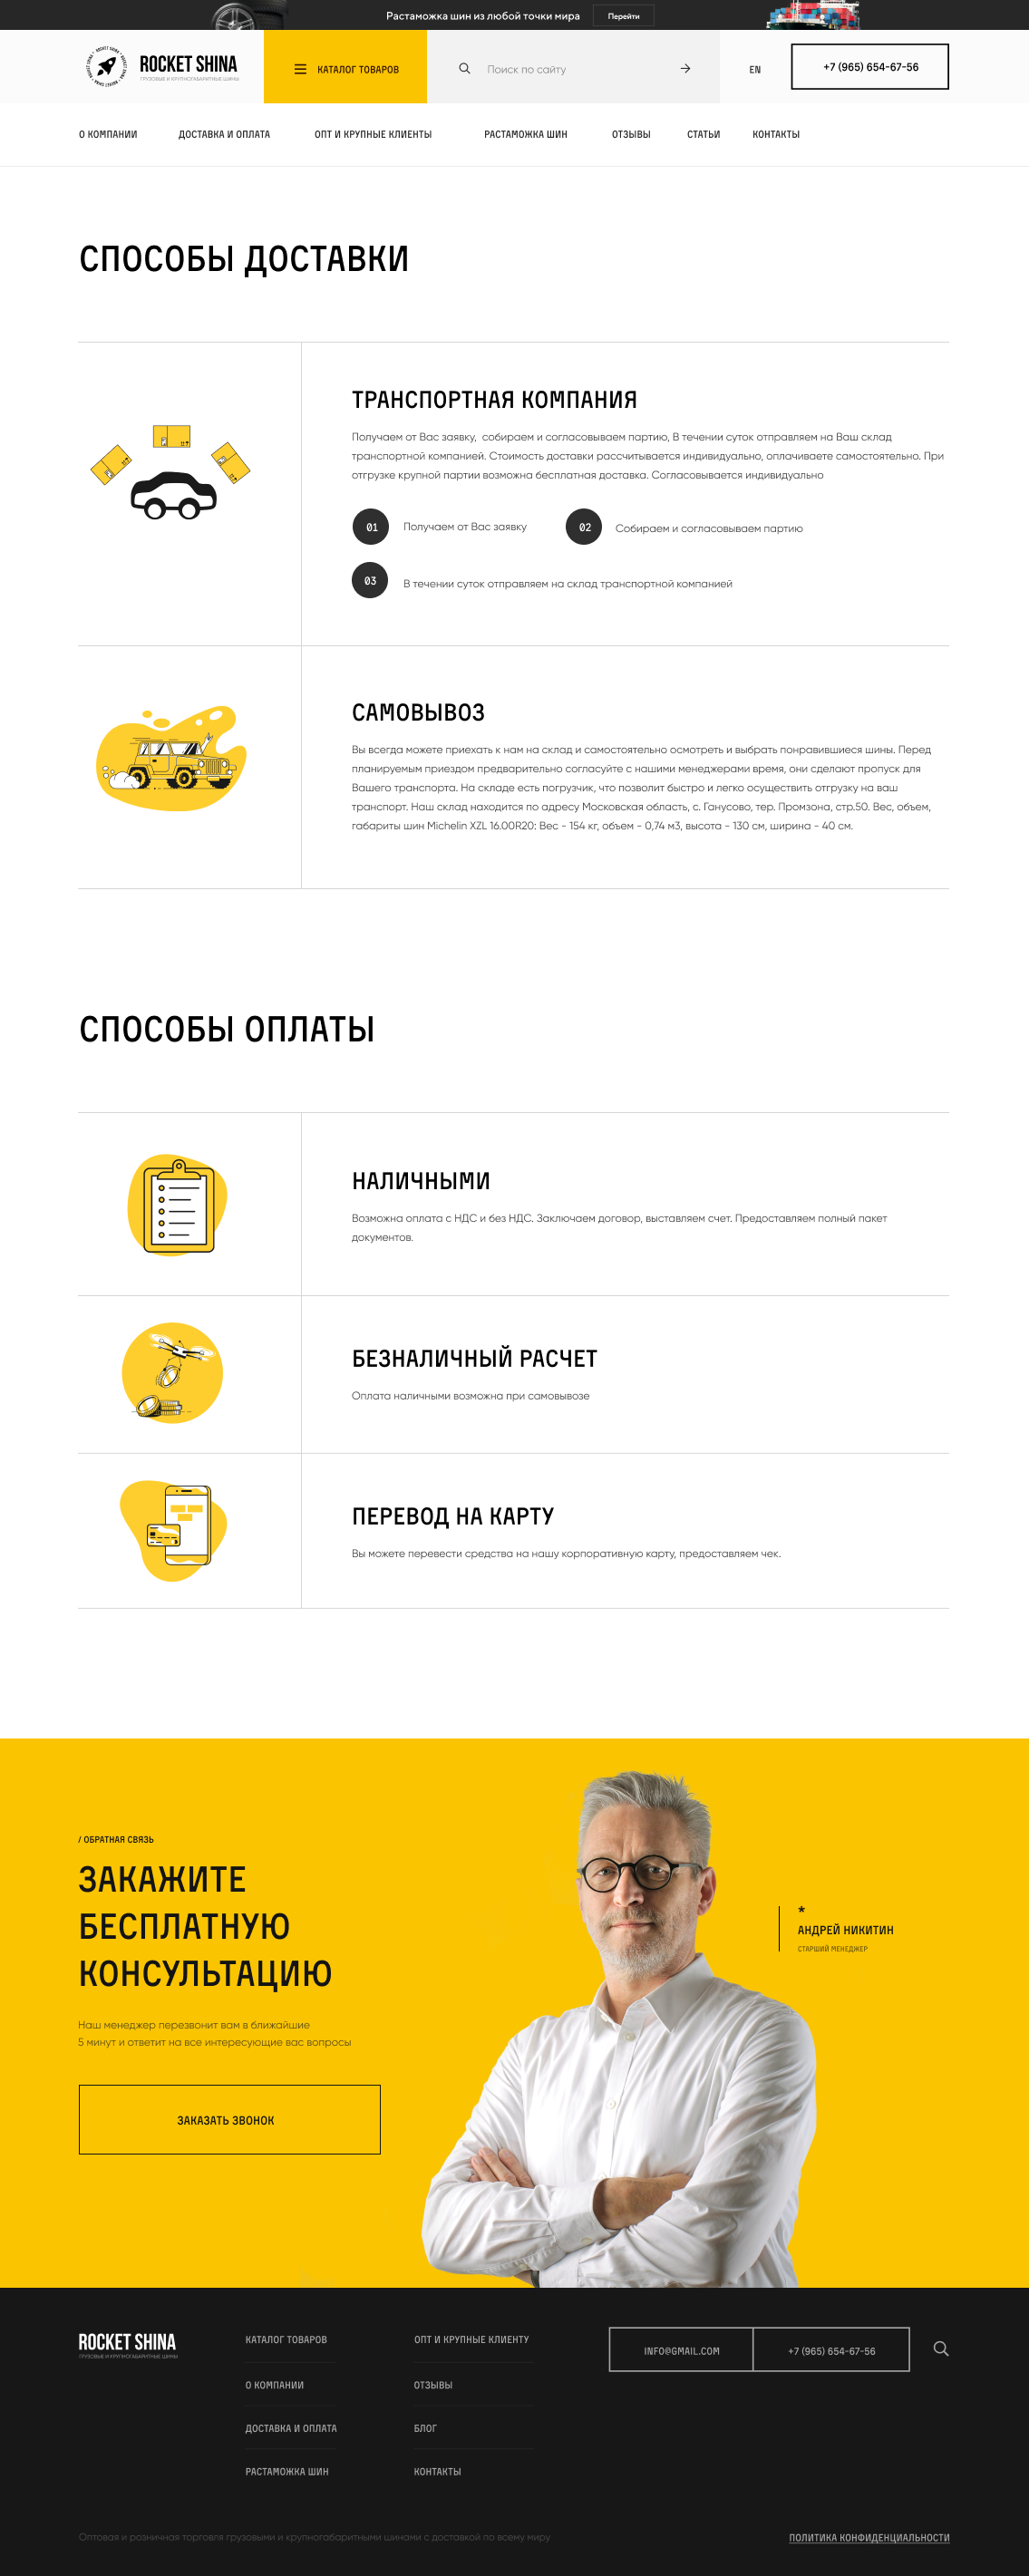 Растаможка шин из любой точки мира
Перейти
ROCKET SHINA
ГРУЗОВЫЕ И КРУПНОГАБАРИТНЫЕ ШИНЫ
КАТАЛОГ ТОВАРОВ
Поиск по сайту
EN
+7 (965) 654-67-56
О КОМПАНИИ
ДОСТАВКА И ОПЛАТА
ОПТ И КРУПНЫЕ КЛИЕНТЫ
РАСТАМОЖКА ШИН
ОТЗЫВЫ
СТАТЬИ
КОНТАКТЫ
СПОСОБЫ ДОСТАВКИ
ТРАНСПОРТНАЯ КОМПАНИЯ
Получаем от Вас заявку, собираем и согласовываем партию, В течении суток отправляем на Ваш склад
транспортной компанией. Стоимость доставки рассчитывается индивидуально, оплачиваете самостоятельно. При
отгрузке крупной партии возможна бесплатная доставка. Согласовывается индивидуально
01
Получаем от Вас заявку
02
Собираем и согласовываем партию
03
В течении суток отправляем на склад транспортной компанией
САМОВЫВОЗ
Вы всегда можете приехать к нам на склад и самостоятельно осмотреть и выбрать понравившиеся шины. Перед
планируемым приездом предварительно согласуйте с нашими менеджерами время, они сделают пропуск для
Вашего транспорта. На складе есть погрузчик, что позволит быстро и легко осуществить отгрузку на ваш
транспорт. Наш склад находится по адресу Московская область, с. Ганусово, тер. Промзона, стр.50. Вес, объем,
габариты шин Michelin XZL 16.00R20: Вес - 154 кг, объем - 0,74 м3, высота - 130 см, ширина - 40 см.
СПОСОБЫ ОПЛАТЫ
НАЛИЧНЫМИ
Возможна оплата с НДС и без НДС. Заключаем договор, выставляем счет. Предоставляем полный пакет
документов.
БЕЗНАЛИЧНЫЙ РАСЧЕТ
Оплата наличными возможна при самовывозе
ПЕРЕВОД НА КАРТУ
Вы можете перевести средства на нашу корпоративную карту, предоставляем чек.
/ ОБРАТНАЯ СВЯЗЬ
ЗАКАЖИТЕ
БЕСПЛАТНУЮ
КОНСУЛЬТАЦИЮ
Наш менеджер перезвонит вам в ближайшие
5 минут и ответит на все интересующие вас вопросы
ЗАКАЗАТЬ ЗВОНОК
*
АНДРЕЙ НИКИТИН
СТАРШИЙ МЕНЕДЖЕР
ROCKET SHINA
ГРУЗОВЫЕ И КРУПНОГАБАРИТНЫЕ ШИНЫ
КАТАЛОГ ТОВАРОВ
О КОМПАНИИ
ДОСТАВКА И ОПЛАТА
РАСТАМОЖКА ШИН
ОПТ И КРУПНЫЕ КЛИЕНТУ
ОТЗЫВЫ
БЛОГ
КОНТАКТЫ
INFO@GMAIL.COM
+7 (965) 654-67-56
Оптовая и розничная торговля грузовыми и крупногабаритными шинами с доставкой по всему миру
ПОЛИТИКА КОНФИДЕНЦИАЛЬНОСТИ